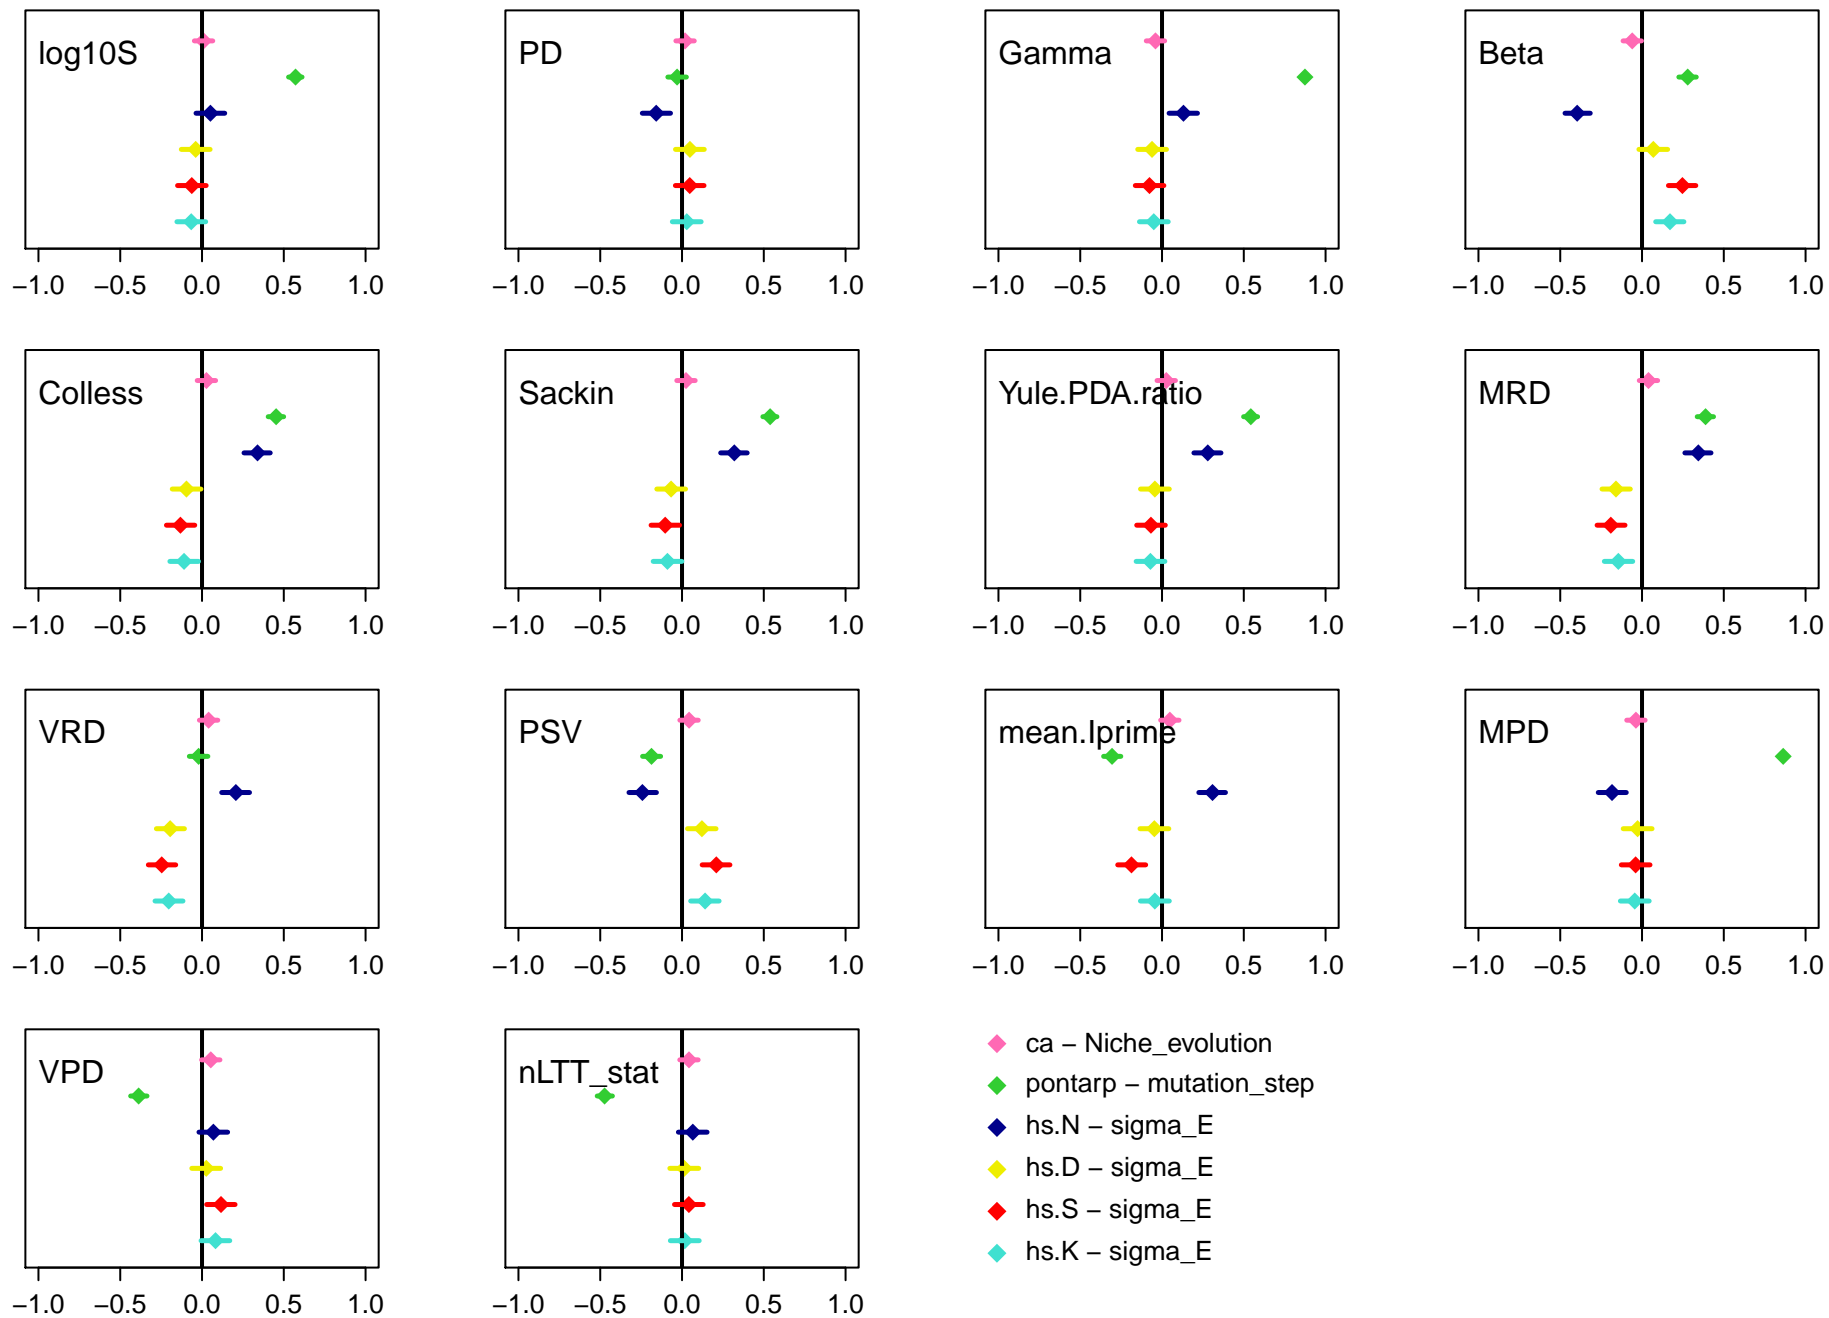 log10S
PD
Gamma
Beta
−1.0 −0.5 0.0 0.5 1.0
−1.0 −0.5 0.0 0.5 1.0
−1.0 −0.5 0.0 0.5 1.0
−1.0 −0.5 0.0 0.5 1.0
Colless
Sackin
Yule.PDA.ratio
MRD
−1.0 −0.5 0.0 0.5 1.0
−1.0 −0.5 0.0 0.5 1.0
−1.0 −0.5 0.0 0.5 1.0
−1.0 −0.5 0.0 0.5 1.0
VRD
PSV
mean.Iprime
MPD
−1.0 −0.5 0.0 0.5 1.0
−1.0 −0.5 0.0 0.5 1.0
−1.0 −0.5 0.0 0.5 1.0
−1.0 −0.5 0.0 0.5 1.0
VPD
nLTT_stat
−1.0 −0.5 0.0 0.5 1.0
−1.0 −0.5 0.0 0.5 1.0
ca − Niche_evolution
pontarp − mutation_step
hs.N − sigma_E
hs.D − sigma_E
hs.S − sigma_E
hs.K − sigma_E